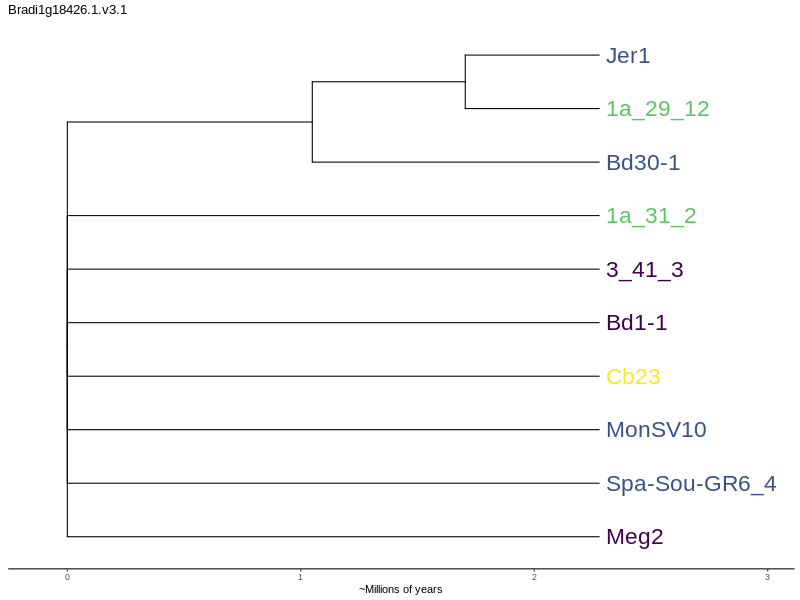 Bradi1g18426.1.v3.1
Jer1
1a_29_12
Bd30-1
1a_31_2
3_41_3
Bd1-1
Cb23
MonSV10
Spa-Sou-GR6_4
Meg2
0 1 2 3
~Millions of years